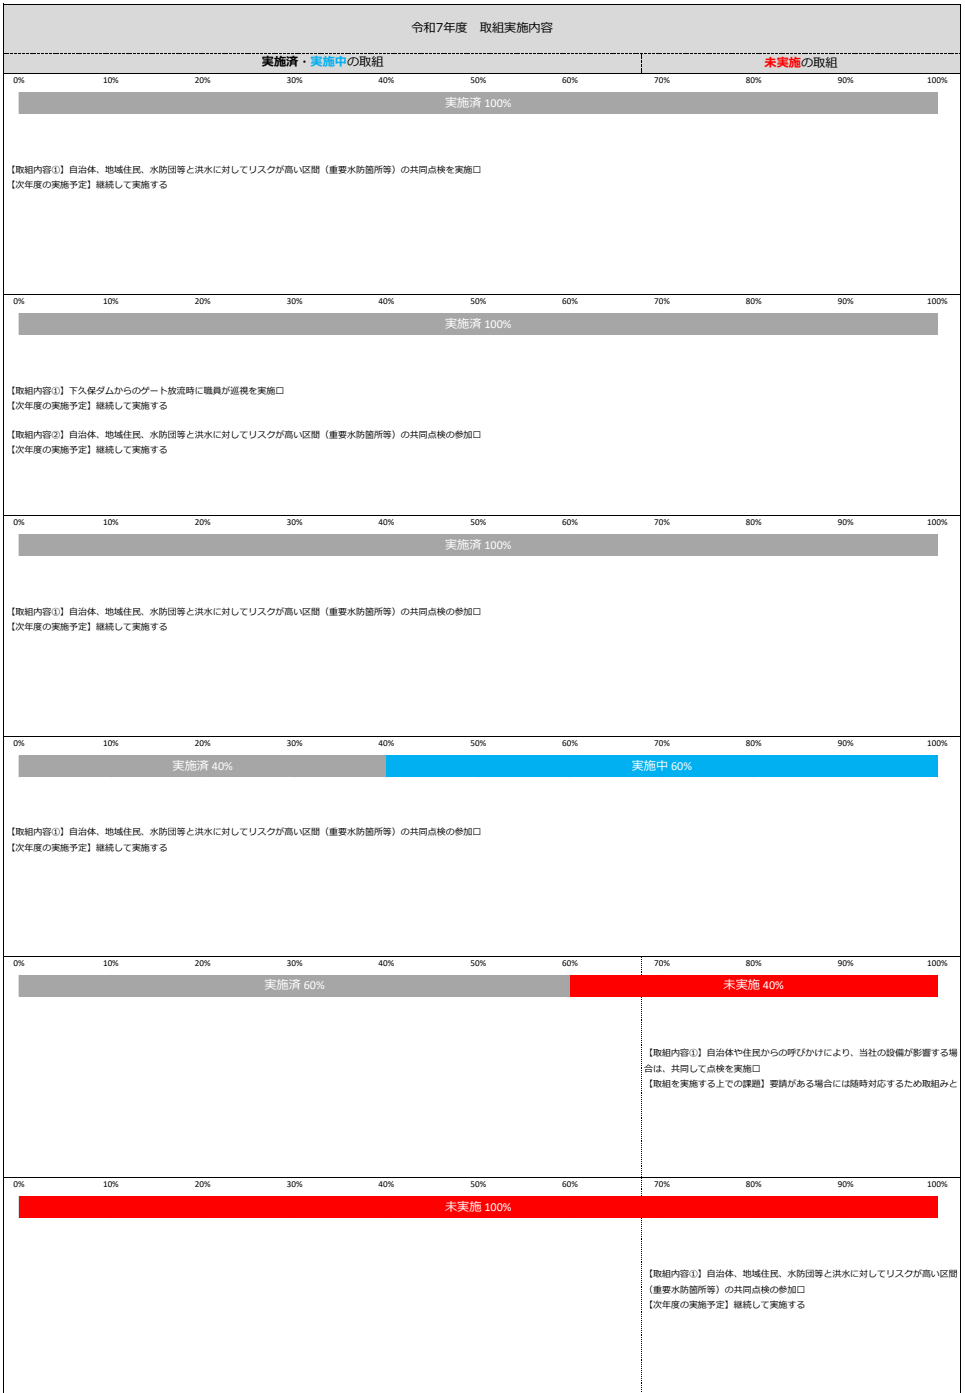 令和7年度　取組実施内容
実施済・実施中の取組
未実施の取組
0% 10% 20% 30% 40% 50% 60% 70% 80% 90% 100%
実施済 100%
【取組内容①】自治体、地域住民、水防団等と洪水に対してリスクが高い区間（重要水防箇所等）の共同点検を実施口
【次年度の実施予定】継続して実施する
0% 10% 20% 30% 40% 50% 60% 70% 80% 90% 100%
実施済 100%
【取組内容①】下久保ダムからのゲート放流時に職員が巡視を実施口
【次年度の実施予定】継続して実施する
【取組内容②】自治体、地域住民、水防団等と洪水に対してリスクが高い区間（重要水防箇所等）の共同点検の参加口
【次年度の実施予定】継続して実施する
0% 10% 20% 30% 40% 50% 60% 70% 80% 90% 100%
実施済 100%
【取組内容①】自治体、地域住民、水防団等と洪水に対してリスクが高い区間（重要水防箇所等）の共同点検の参加口
【次年度の実施予定】継続して実施する
0% 10% 20% 30% 40% 50% 60% 70% 80% 90% 100%
実施済 40% 実施中 60%
【取組内容①】自治体、地域住民、水防団等と洪水に対してリスクが高い区間（重要水防箇所等）の共同点検の参加口
【次年度の実施予定】継続して実施する
0% 10% 20% 30% 40% 50% 60% 70% 80% 90% 100%
実施済 60% 未実施 40%
【取組内容①】自治体や住民からの呼びかけにより、当社の設備が影響する場
合は、共同して点検を実施口
【取組を実施する上での課題】要請がある場合には随時対応するため取組みと
0% 10% 20% 30% 40% 50% 60% 70% 80% 90% 100%
未実施 100%
【取組内容①】自治体、地域住民、水防団等と洪水に対してリスクが高い区間
（重要水防箇所等）の共同点検の参加口
【次年度の実施予定】継続して実施する